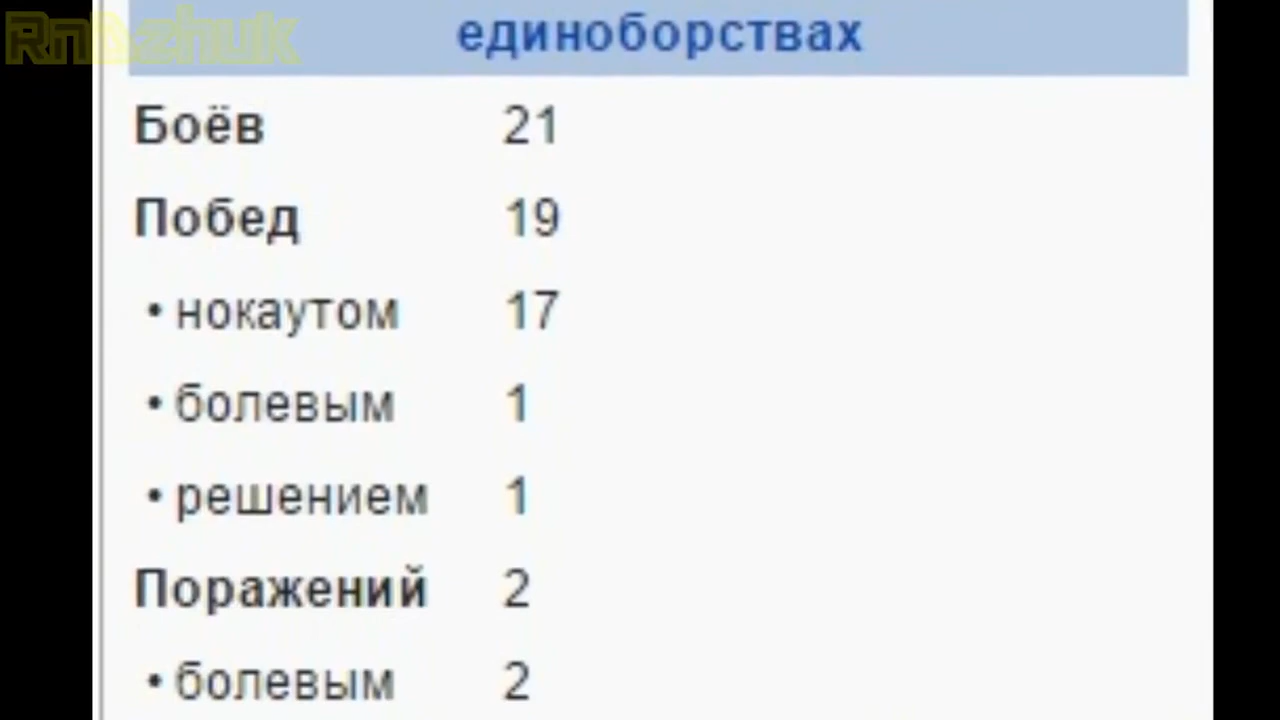 единоборствах
Боёв 21
Побед 19
• нокаутом 17
• болевым 1
• решением 1
Поражений 2
• болевым 2